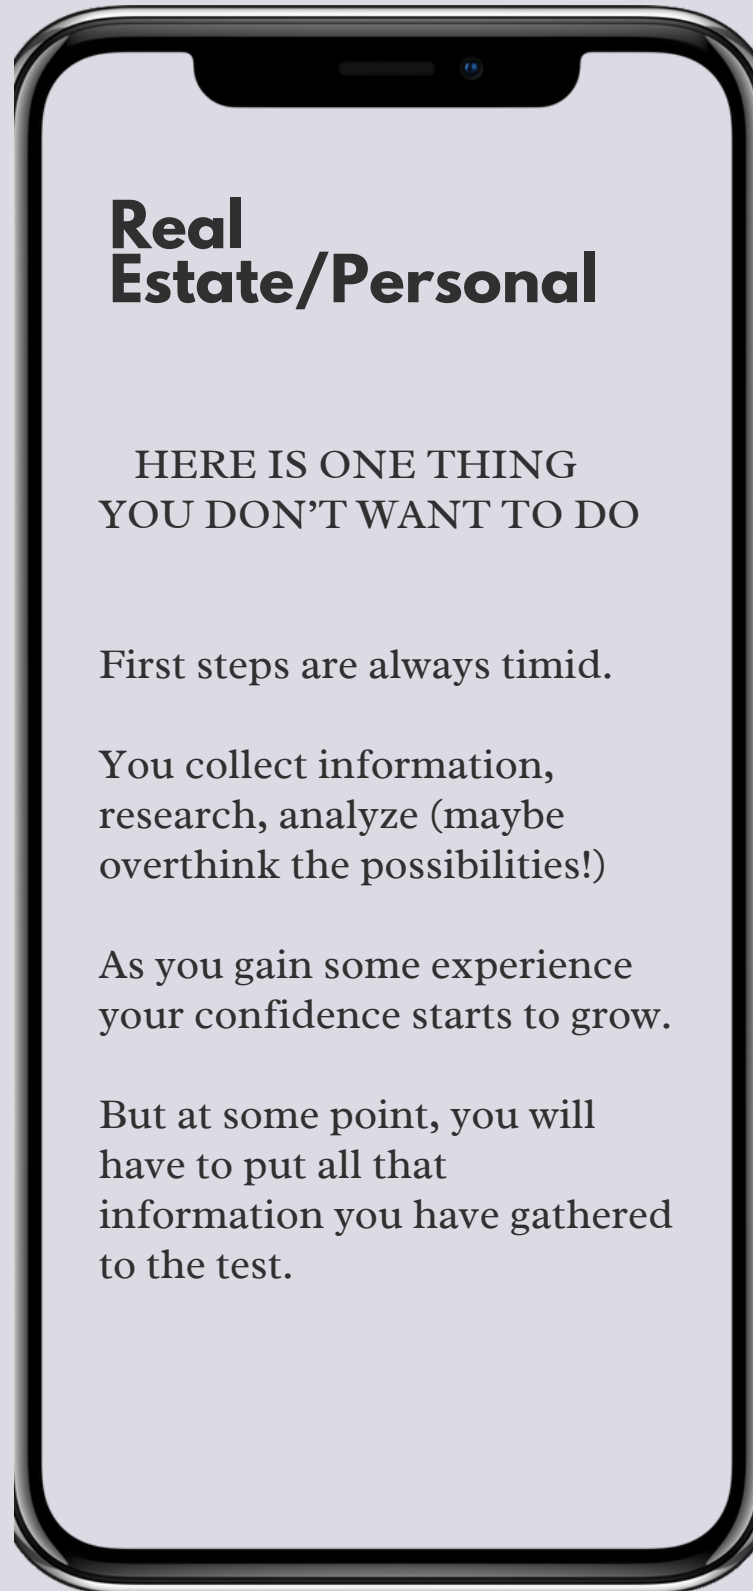 Real
Estate/Personal
HERE IS ONE THING
YOU DON’T WANT TO DO
First steps are always timid.
You collect information,
research, analyze (maybe
overthink the possibilities!)
As you gain some experience
your confidence starts to grow.
But at some point, you will
have to put all that
information you have gathered
to the test.